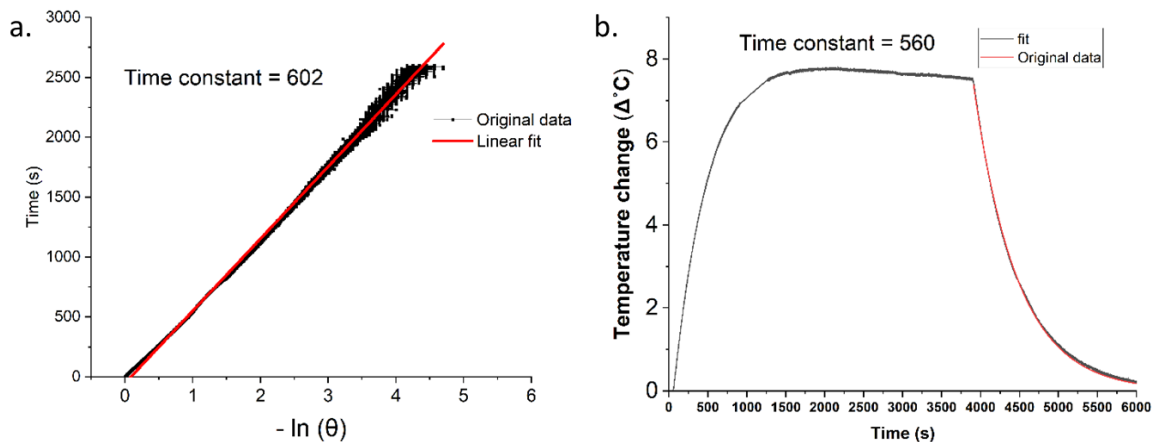 a.
Time constant = 602
Original data
Linear fit
Time (s)
3000
2500
2000
1500
1000
500
0
0 1 2 3 4 5 6
- ln (θ)
b.
Time constant = 560
fit
Original data
Temperature change (Δ˚C)
8
6
4
2
0
0 500 1000 1500 2000 2500 3000 3500 4000 4500 5000 5500 6000
Time (s)